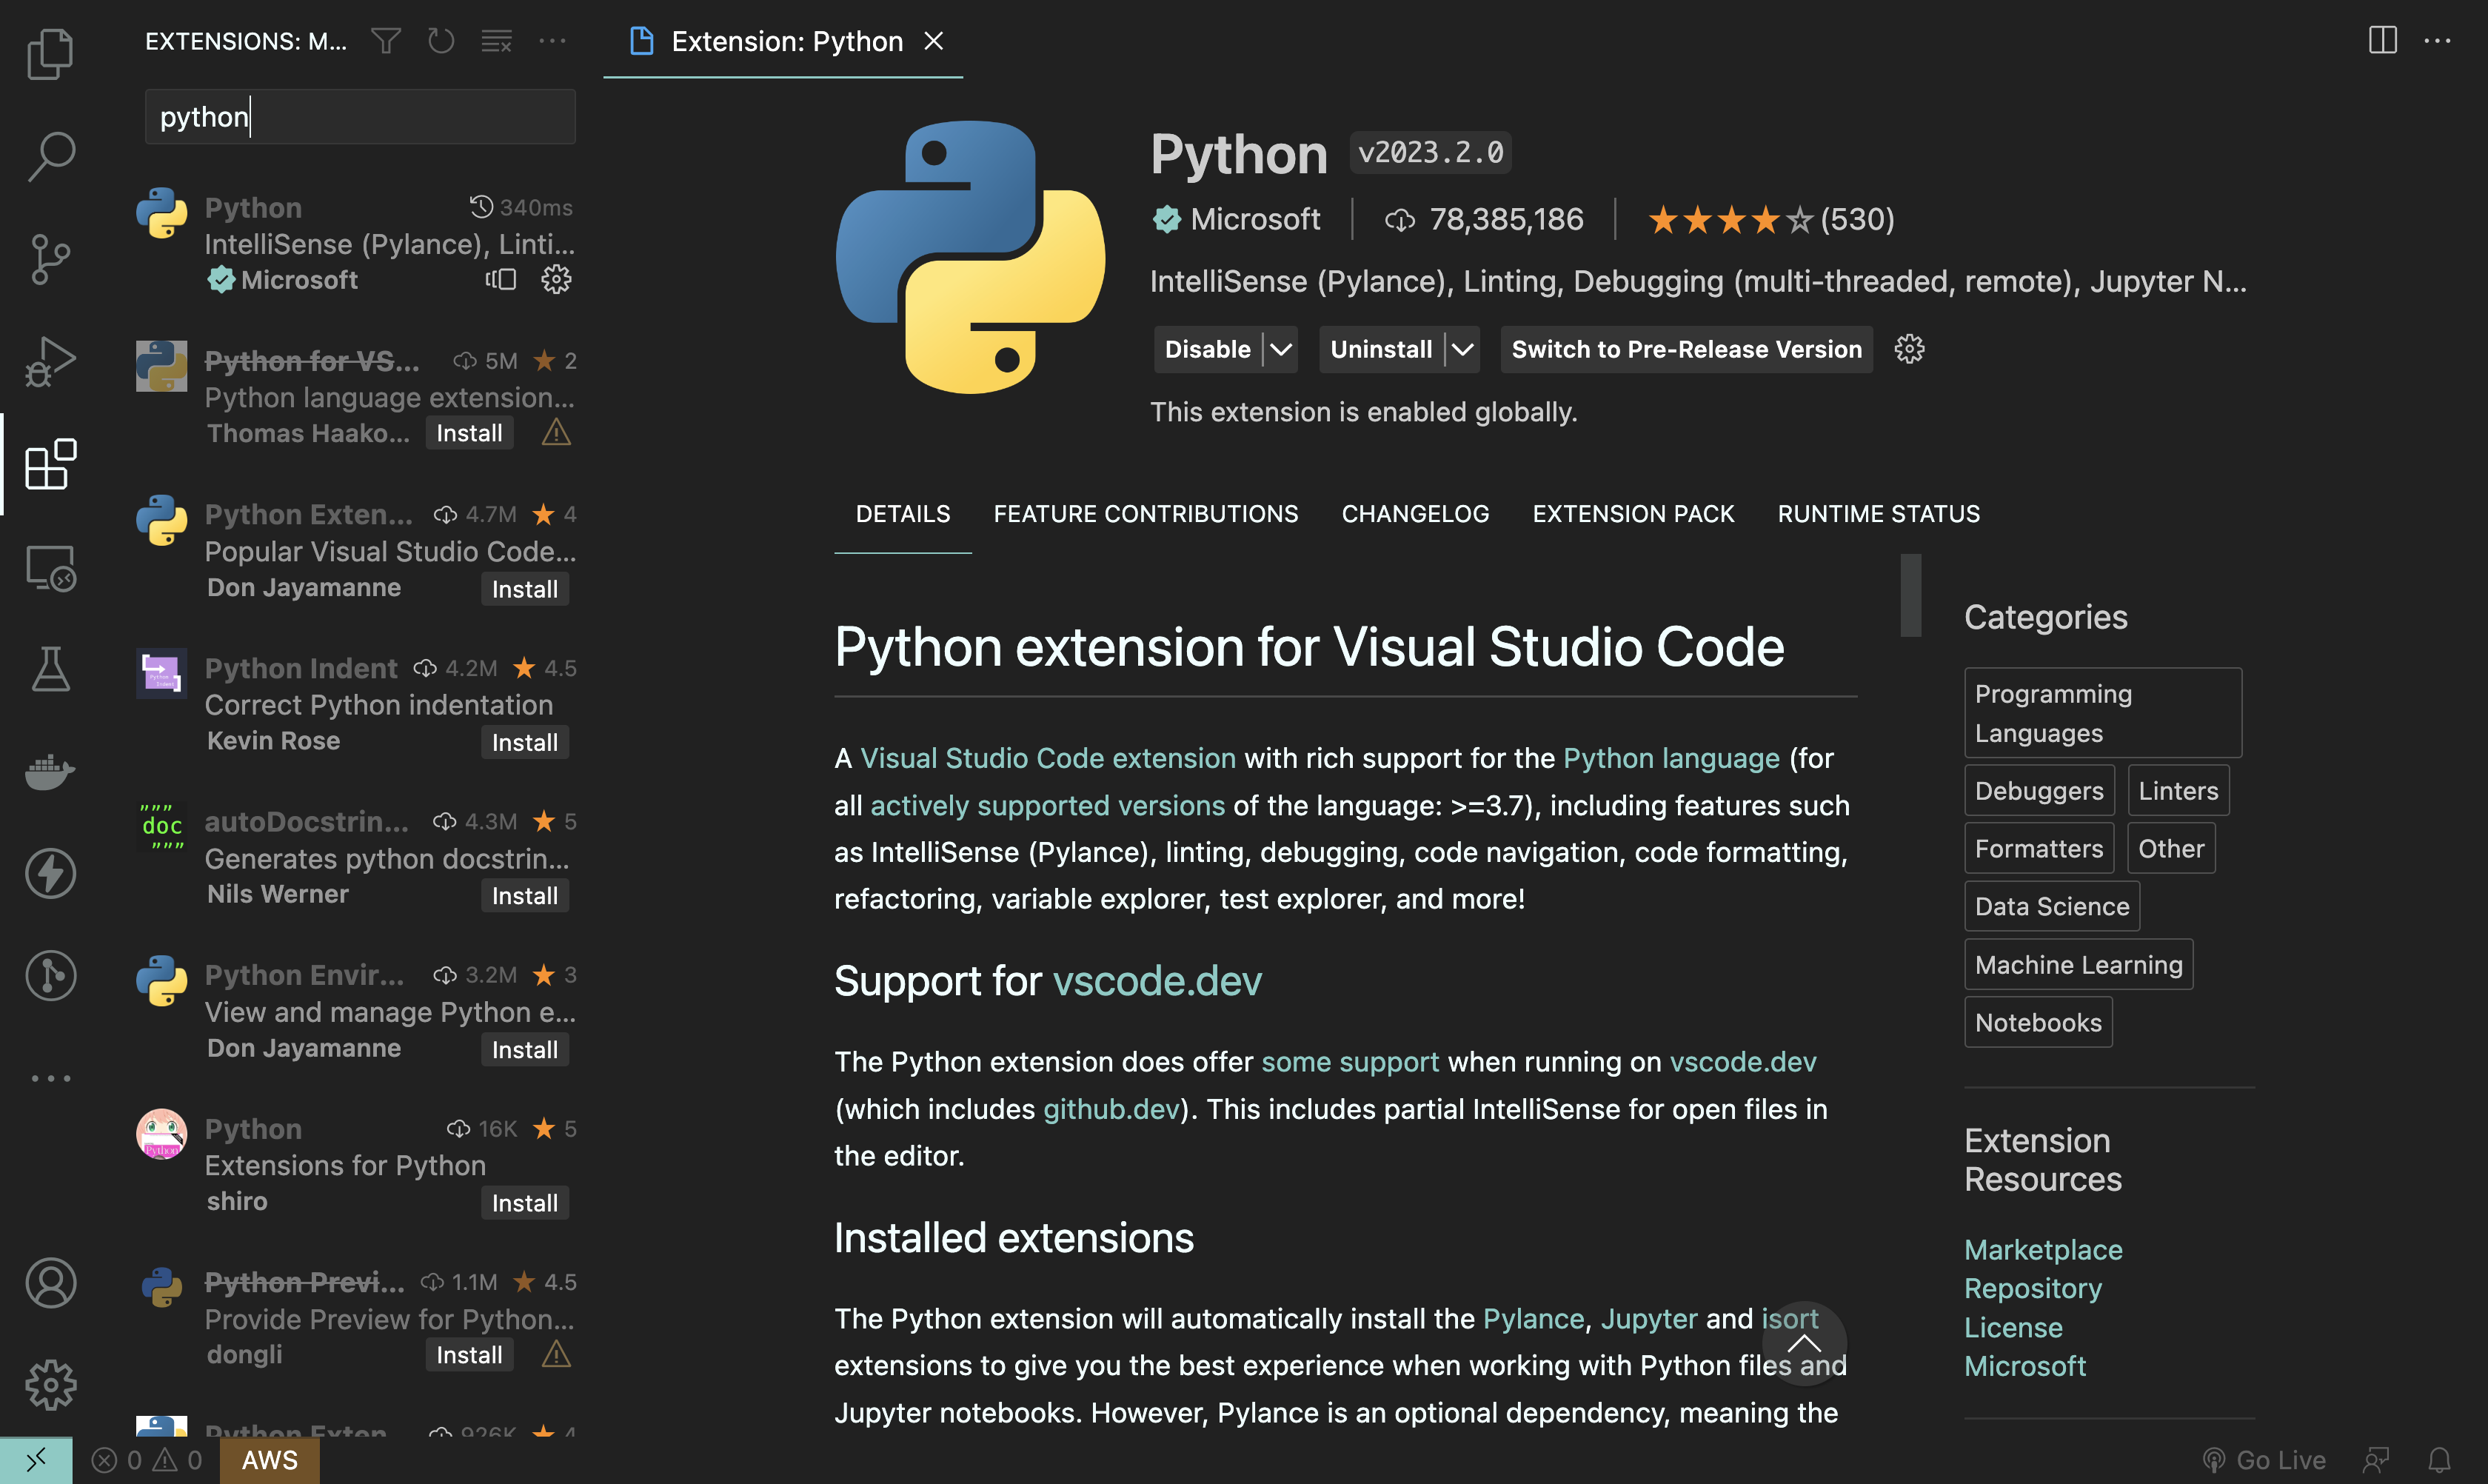 EXTENSIONS: M...
python
Python 340ms
IntelliSense (Pylance), Linti...
Microsoft
Python for VS... 5M 2
Python language extension...
Thomas Haako... Install
Python Exten... 4.7M 4
Popular Visual Studio Code...
Don Jayamanne Install
Python Indent 4.2M 4.5
Correct Python indentation
Kevin Rose Install
"""
doc
"""
autoDocstrin... 4.3M 5
Generates python docstrin...
Nils Werner Install
Python Envir... 3.2M 3
View and manage Python e...
Don Jayamanne Install
Python 16K 5
Extensions for Python
shiro Install
Python Previ... 1.1M 4.5
Provide Preview for Python...
dongli Install
Python Exten 926K 4
Extension: Python
Python v2023.2.0
Microsoft 78,385,186 (530)
IntelliSense (Pylance), Linting, Debugging (multi-threaded, remote), Jupyter N...
Disable Uninstall Switch to Pre-Release Version
This extension is enabled globally.
DETAILS FEATURE CONTRIBUTIONS CHANGELOG EXTENSION PACK RUNTIME STATUS
Python extension for Visual Studio Code
A Visual Studio Code extension with rich support for the Python language (for
all actively supported versions of the language: >=3.7), including features such
as IntelliSense (Pylance), linting, debugging, code navigation, code formatting,
refactoring, variable explorer, test explorer, and more!
Support for vscode.dev
The Python extension does offer some support when running on vscode.dev
(which includes github.dev). This includes partial IntelliSense for open files in
the editor.
Installed extensions
The Python extension will automatically install the Pylance, Jupyter and isort
extensions to give you the best experience when working with Python files and
Jupyter notebooks. However, Pylance is an optional dependency, meaning the
Categories
Programming
Languages
Debuggers Linters
Formatters Other
Data Science
Machine Learning
Notebooks
Extension
Resources
Marketplace
Repository
License
Microsoft
0 0 AWS
Go Live